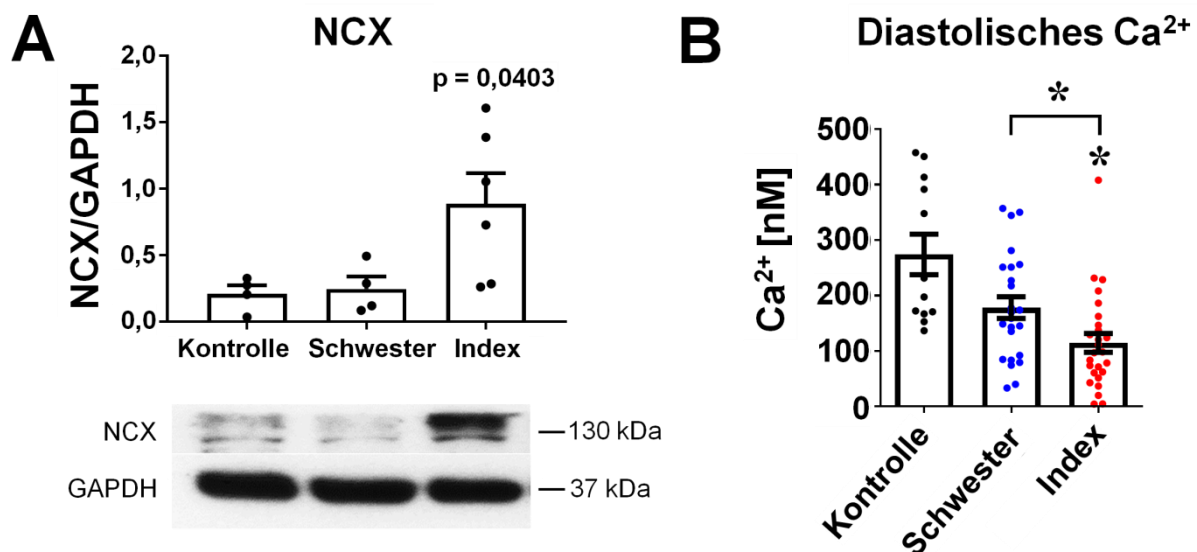 A
NCX
NCX/GAPDH
2,0
1,5
1,0
0,5
0,0
p = 0,0403
Kontrolle Schwester Index
NCX
130 kDa
GAPDH
37 kDa
B
Diastolisches Ca²⁺
Ca²⁺ [nM]
500
400
300
200
100
0
*
*
Kontrolle
Schwester
Index